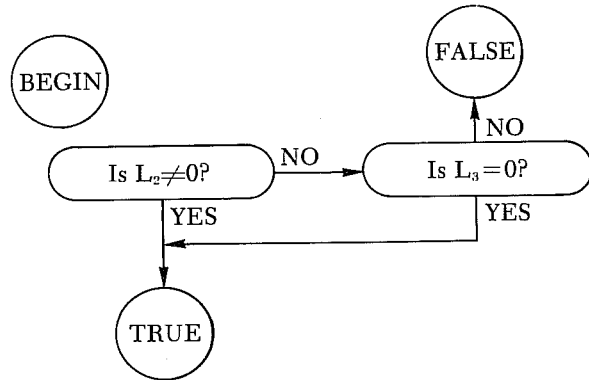 BEGIN
FALSE
NO
Is L₂≠0?
NO
Is L₃=0?
YES
YES
TRUE